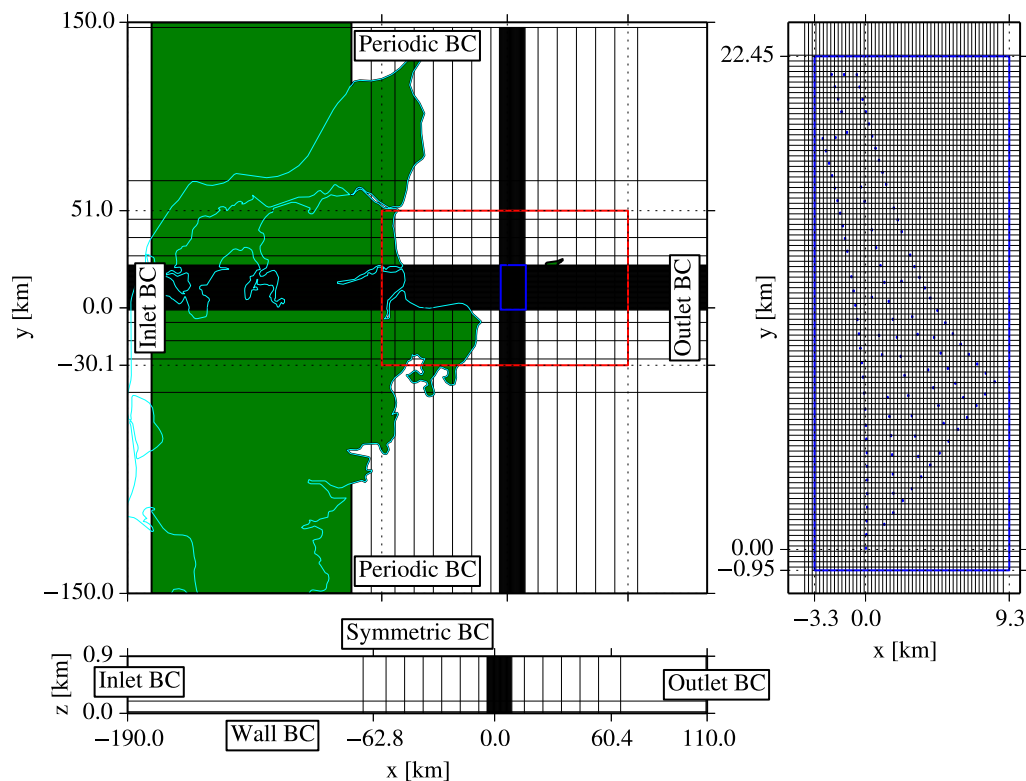 150.0
Periodic BC
51.0
y [km]
Inlet BC
Outlet BC
0.0
−30.1
Periodic BC
−150.0
22.45
y [km]
0.00
−0.95
−3.3 0.0 9.3
x [km]
Symmetric BC
0.9
z [km]
Inlet BC
Outlet BC
0.0
Wall BC
−190.0 −62.8 0.0 60.4 110.0
x [km]